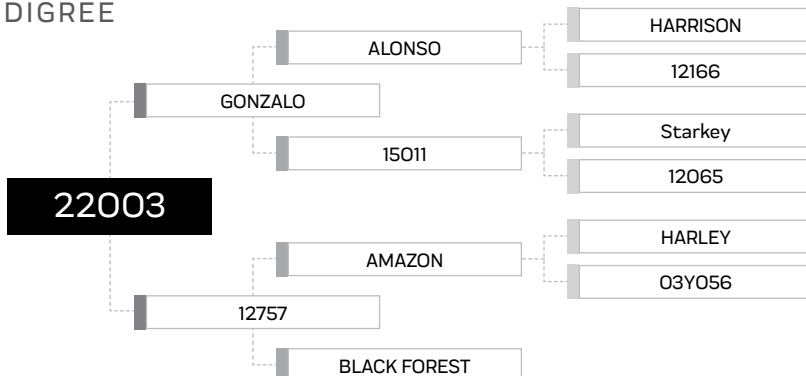 DIGREE
HARRISON
ALONSO
12166
GONZALO
Starkey
15011
12065
22003
HARLEY
AMAZON
03Y056
12757
BLACK FOREST